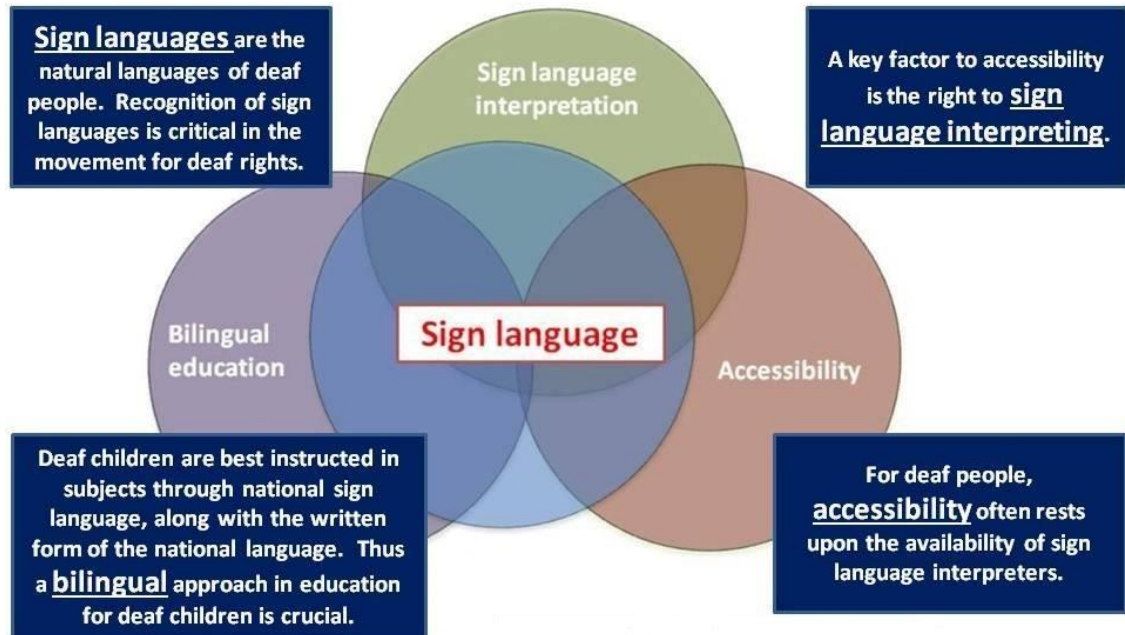 Sign languages are the
natural languages of deaf
people. Recognition of sign
languages is critical in the
movement for deaf rights.
Sign language
interpretation
A key factor to accessibility
is the right to sign
language interpreting.
Bilingual
education
Sign language
Accessibility
Deaf children are best instructed in
subjects through national sign
language, along with the written
form of the national language. Thus
a bilingual approach in education
for deaf children is crucial.
For deaf people,
accessibility often rests
upon the availability of sign
language interpreters.